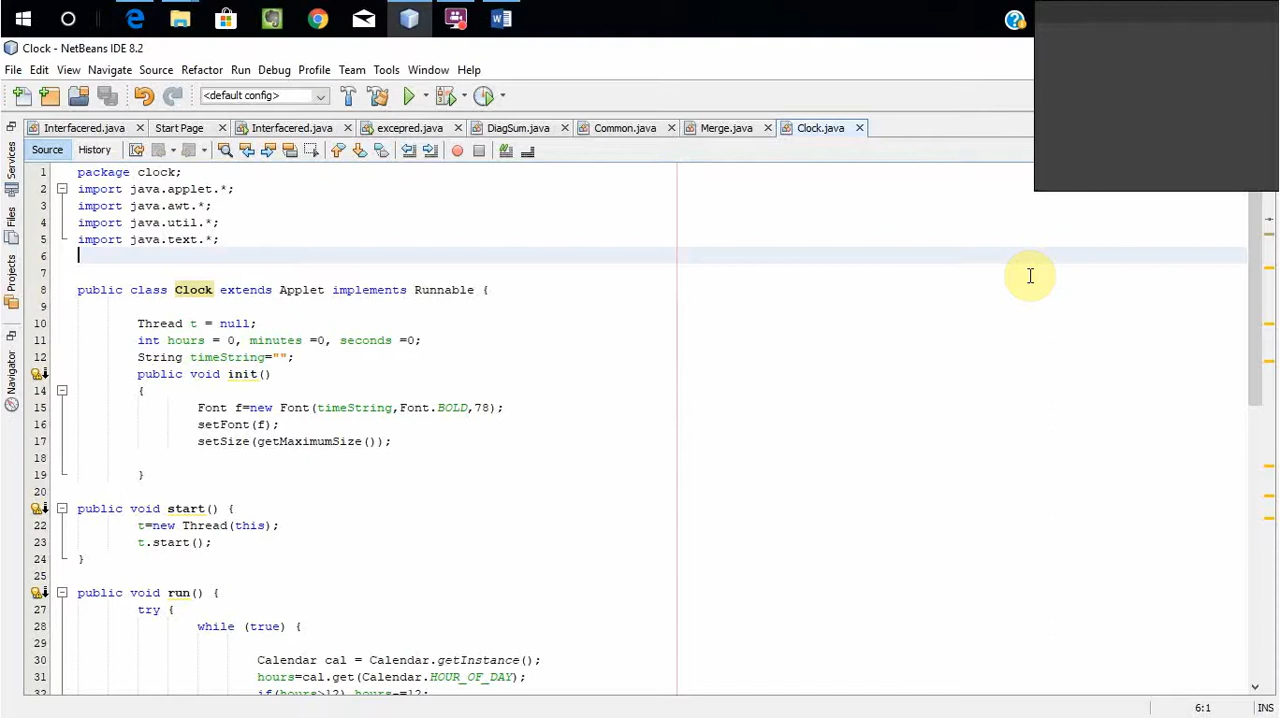 Clock - NetBeans IDE 8.2
File Edit View Navigate Source Refactor Run Debug Profile Team Tools Window Help
<default config>
Interfacered.java Start Page Interfacered.java excepred.java DiagSum.java Common.java Merge.java Clock.java
Source History
Services
Files
Projects
Navigator
1 package clock;
2 import java.applet.*;
3 import java.awt.*;
4 import java.util.*;
5 import java.text.*;
6
7
8 public class Clock extends Applet implements Runnable {
9
10 Thread t = null;
11 int hours = 0, minutes =0, seconds =0;
12 String timeString="";
public void init()
14 {
15 Font f=new Font(timeString,Font.BOLD,78);
16 setFont(f);
17 setSize(getMaximumSize());
18
19 }
20
public void start() {
22 t=new Thread(this);
23 t.start();
24 }
25
public void run() {
27 try {
28 while (true) {
29
30 Calendar cal = Calendar.getInstance();
31 hours=cal.get(Calendar.HOUR_OF_DAY);
32 if(hours>12) hours-=12;
6:1 INS